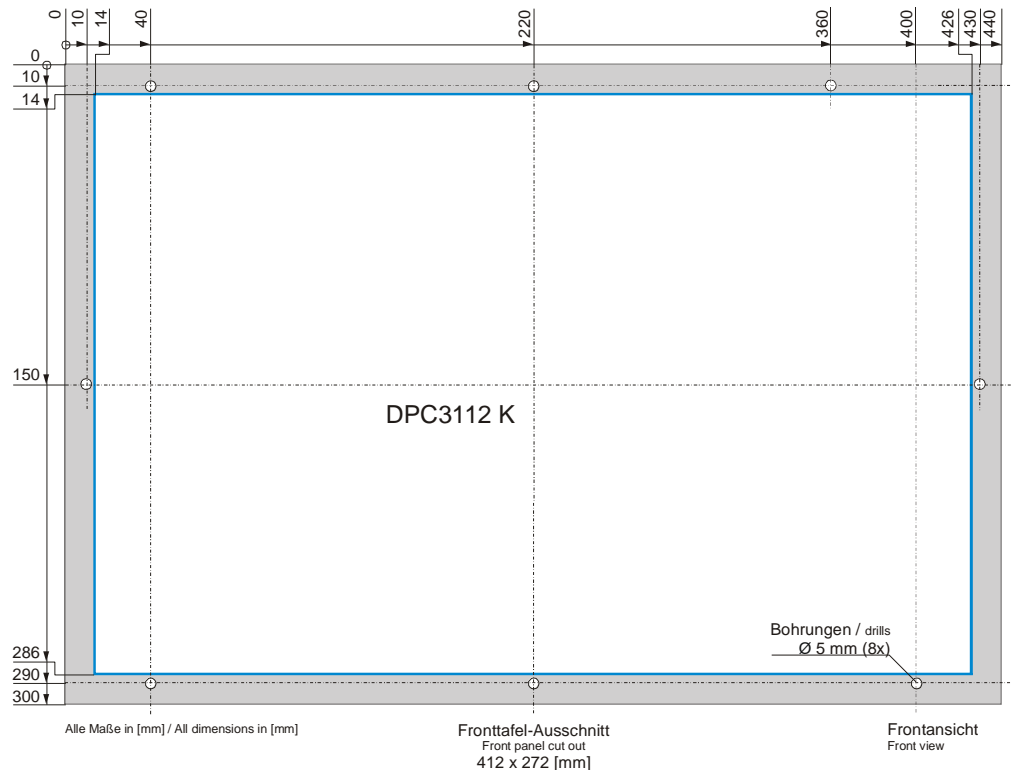 0
10
14
40
220
360
400
426
430
440
0
10
14
150
DPC3112 K
Bohrungen / drills
Ø 5 mm (8x)
286
290
300
Alle Maße in [mm] / All dimensions in [mm]
Fronttafel-Ausschnitt
Front panel cut out
412 x 272 [mm]
Frontansicht
Front view